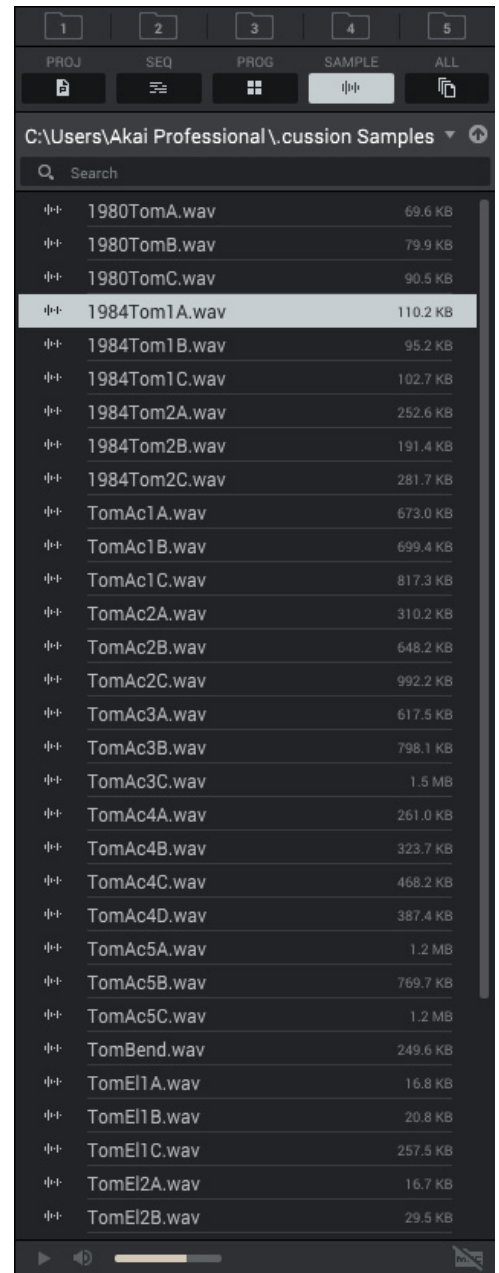 1 2 3 4 5
PROJ SEQ PROG SAMPLE ALL
C:\Users\Akai Professional\.cussion Samples
Search
1980TomA.wav 69.6 KB
1980TomB.wav 79.9 KB
1980TomC.wav 90.5 KB
1984Tom1A.wav 110.2 KB
1984Tom1B.wav 95.2 KB
1984Tom1C.wav 102.7 KB
1984Tom2A.wav 252.6 KB
1984Tom2B.wav 191.4 KB
1984Tom2C.wav 281.7 KB
TomAc1A.wav 673.0 KB
TomAc1B.wav 699.4 KB
TomAc1C.wav 817.3 KB
TomAc2A.wav 310.2 KB
TomAc2B.wav 648.2 KB
TomAc2C.wav 992.2 KB
TomAc3A.wav 617.5 KB
TomAc3B.wav 798.1 KB
TomAc3C.wav 1.5 MB
TomAc4A.wav 261.0 KB
TomAc4B.wav 323.7 KB
TomAc4C.wav 468.2 KB
TomAc4D.wav 387.4 KB
TomAc5A.wav 1.2 MB
TomAc5B.wav 769.7 KB
TomAc5C.wav 1.2 MB
TomBend.wav 249.6 KB
TomEl1A.wav 16.8 KB
TomEl1B.wav 20.8 KB
TomEl1C.wav 257.5 KB
TomEl2A.wav 16.7 KB
TomEl2B.wav 29.5 KB